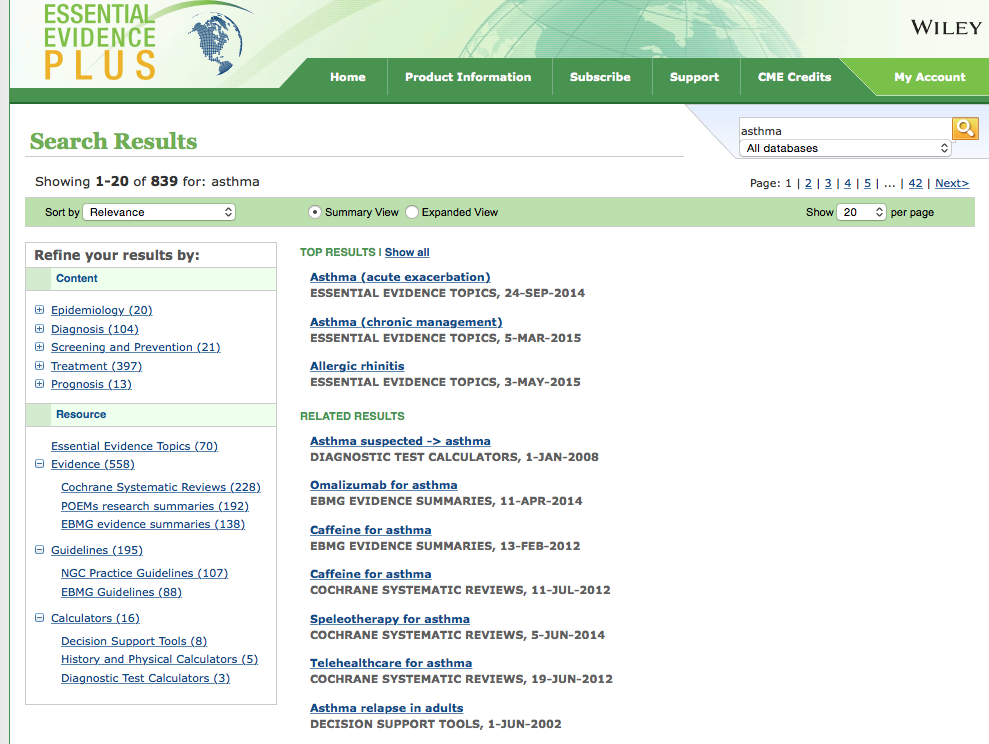 ESSENTIAL
EVIDENCE
PLUS
WILEY
Home
Product Information
Subscribe
Support
CME Credits
My Account
asthma
All databases
Search Results
Showing 1-20 of 839 for: asthma
Page: 1 | 2 | 3 | 4 | 5 | ... | 42 | Next>
Sort by Relevance
Summary View
Expanded View
Show 20 per page
Refine your results by:
Content
Epidemiology (20)
Diagnosis (104)
Screening and Prevention (21)
Treatment (397)
Prognosis (13)
Resource
Essential Evidence Topics (70)
Evidence (558)
Cochrane Systematic Reviews (228)
POEMs research summaries (192)
EBMG evidence summaries (138)
Guidelines (195)
NGC Practice Guidelines (107)
EBMG Guidelines (88)
Calculators (16)
Decision Support Tools (8)
History and Physical Calculators (5)
Diagnostic Test Calculators (3)
TOP RESULTS | Show all
Asthma (acute exacerbation)
ESSENTIAL EVIDENCE TOPICS, 24-SEP-2014
Asthma (chronic management)
ESSENTIAL EVIDENCE TOPICS, 5-MAR-2015
Allergic rhinitis
ESSENTIAL EVIDENCE TOPICS, 3-MAY-2015
RELATED RESULTS
Asthma suspected -> asthma
DIAGNOSTIC TEST CALCULATORS, 1-JAN-2008
Omalizumab for asthma
EBMG EVIDENCE SUMMARIES, 11-APR-2014
Caffeine for asthma
EBMG EVIDENCE SUMMARIES, 13-FEB-2012
Caffeine for asthma
COCHRANE SYSTEMATIC REVIEWS, 11-JUL-2012
Speleotherapy for asthma
COCHRANE SYSTEMATIC REVIEWS, 5-JUN-2014
Telehealthcare for asthma
COCHRANE SYSTEMATIC REVIEWS, 19-JUN-2012
Asthma relapse in adults
DECISION SUPPORT TOOLS, 1-JUN-2002